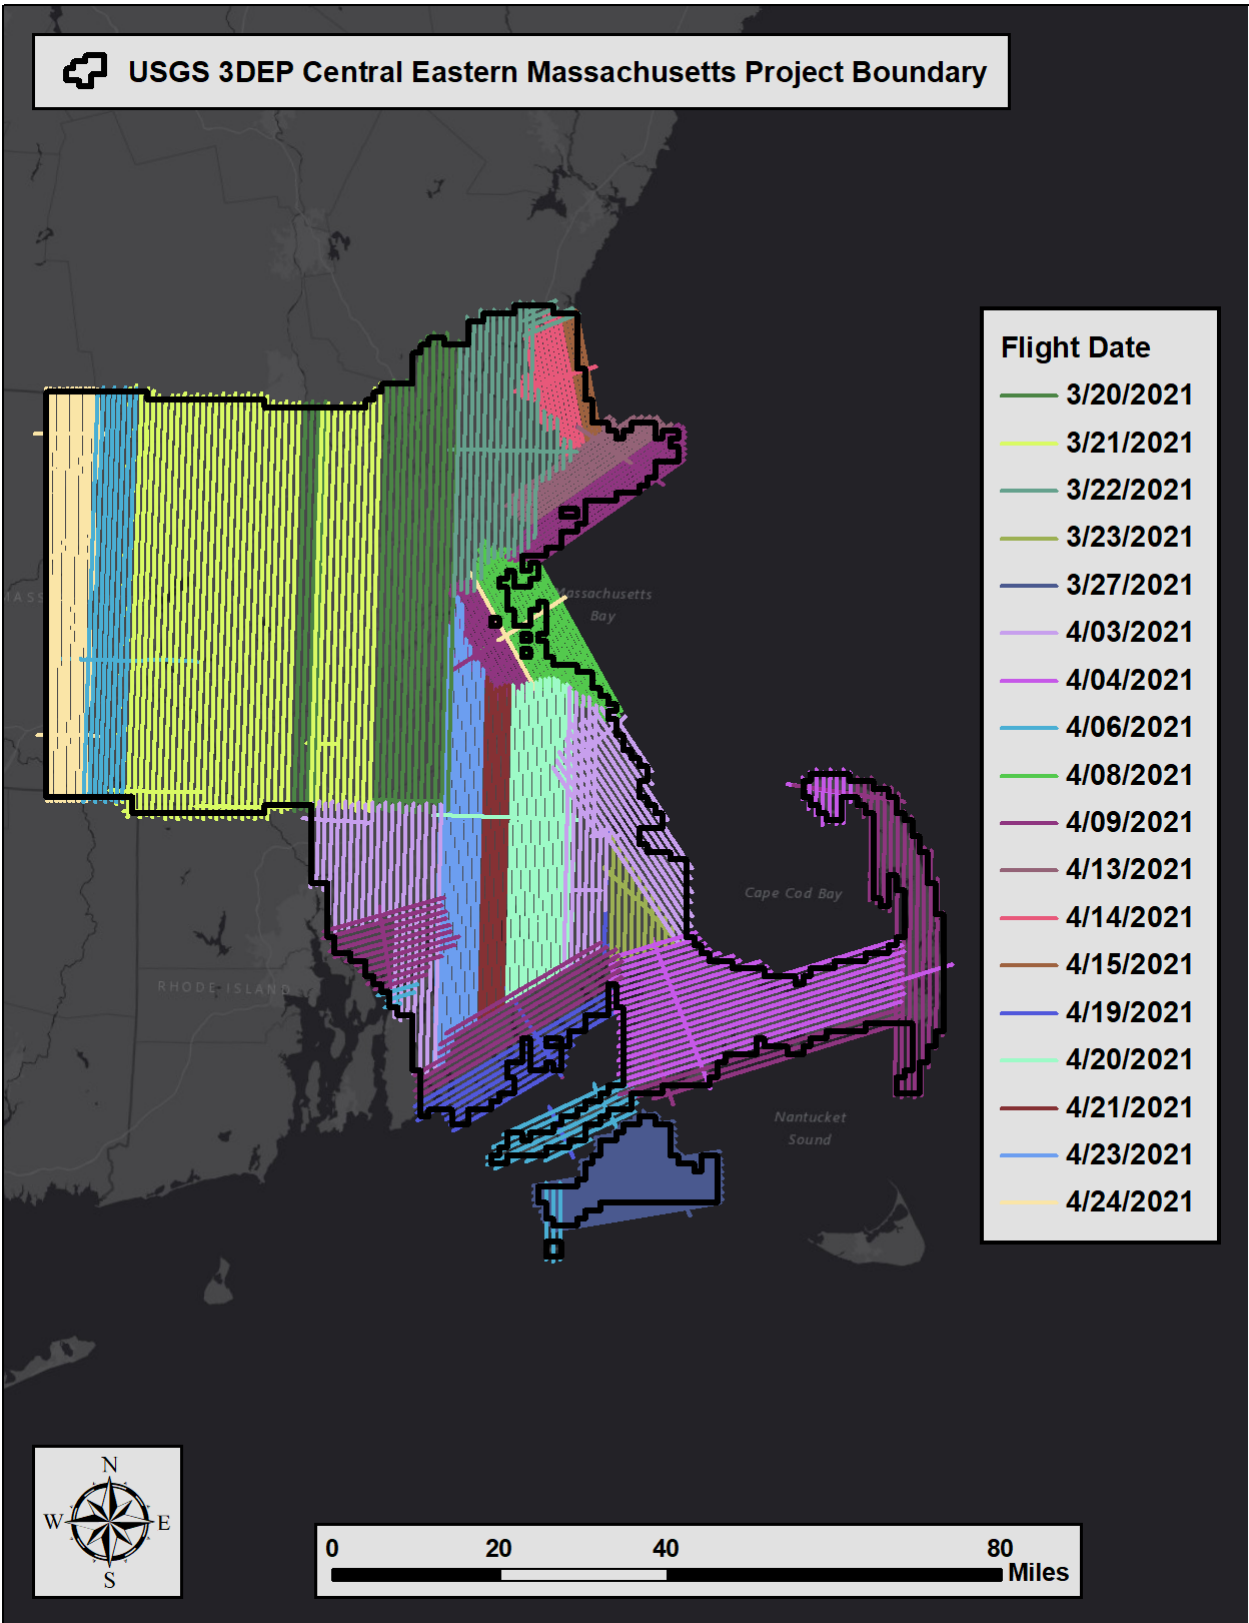 USGS 3DEP Central Eastern Massachusetts Project Boundary
Flight Date
3/20/2021
3/21/2021
3/22/2021
3/23/2021
3/27/2021
4/03/2021
4/04/2021
4/06/2021
4/08/2021
4/09/2021
4/13/2021
4/14/2021
4/15/2021
4/19/2021
4/20/2021
4/21/2021
4/23/2021
4/24/2021
MASS
Massachusetts
Bay
Cape Cod Bay
RHODE ISLAND
Nantucket
Sound
N
W E
S
0 20 40 80
Miles